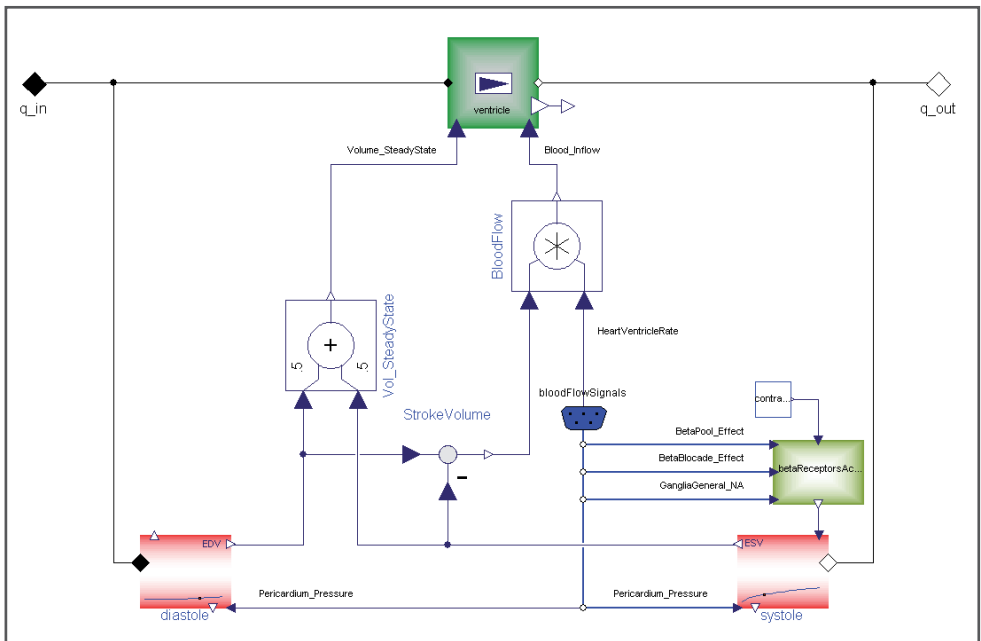 q_in
ventricle
q_out
Volume_SteadyState
Blood_Inflow
BloodFlow
HeartVentricleRate
+
.5
.5
Vol_SteadyState
bloodFlowSignals
contra...
StrokeVolume
BetaPool_Effect
BetaBlocade_Effect
betaReceptorsAc...
GangliaGeneral_NA
-
EDV
ESV
Pericardium_Pressure
Pericardium_Pressure
diastole
systole